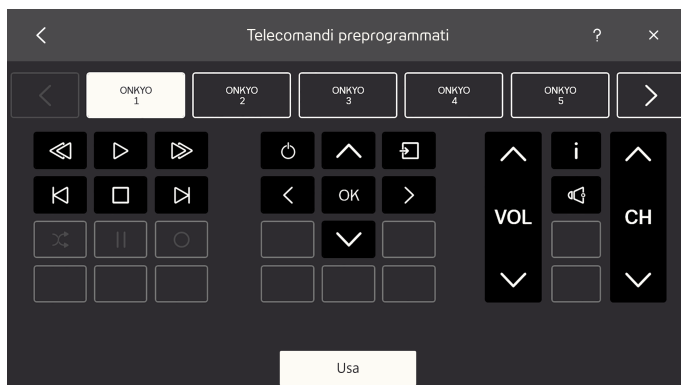 Telecomandi preprogrammati
?
ONKYO
1
ONKYO
2
ONKYO
3
ONKYO
4
ONKYO
5
i
OK
VOL
CH
Usa